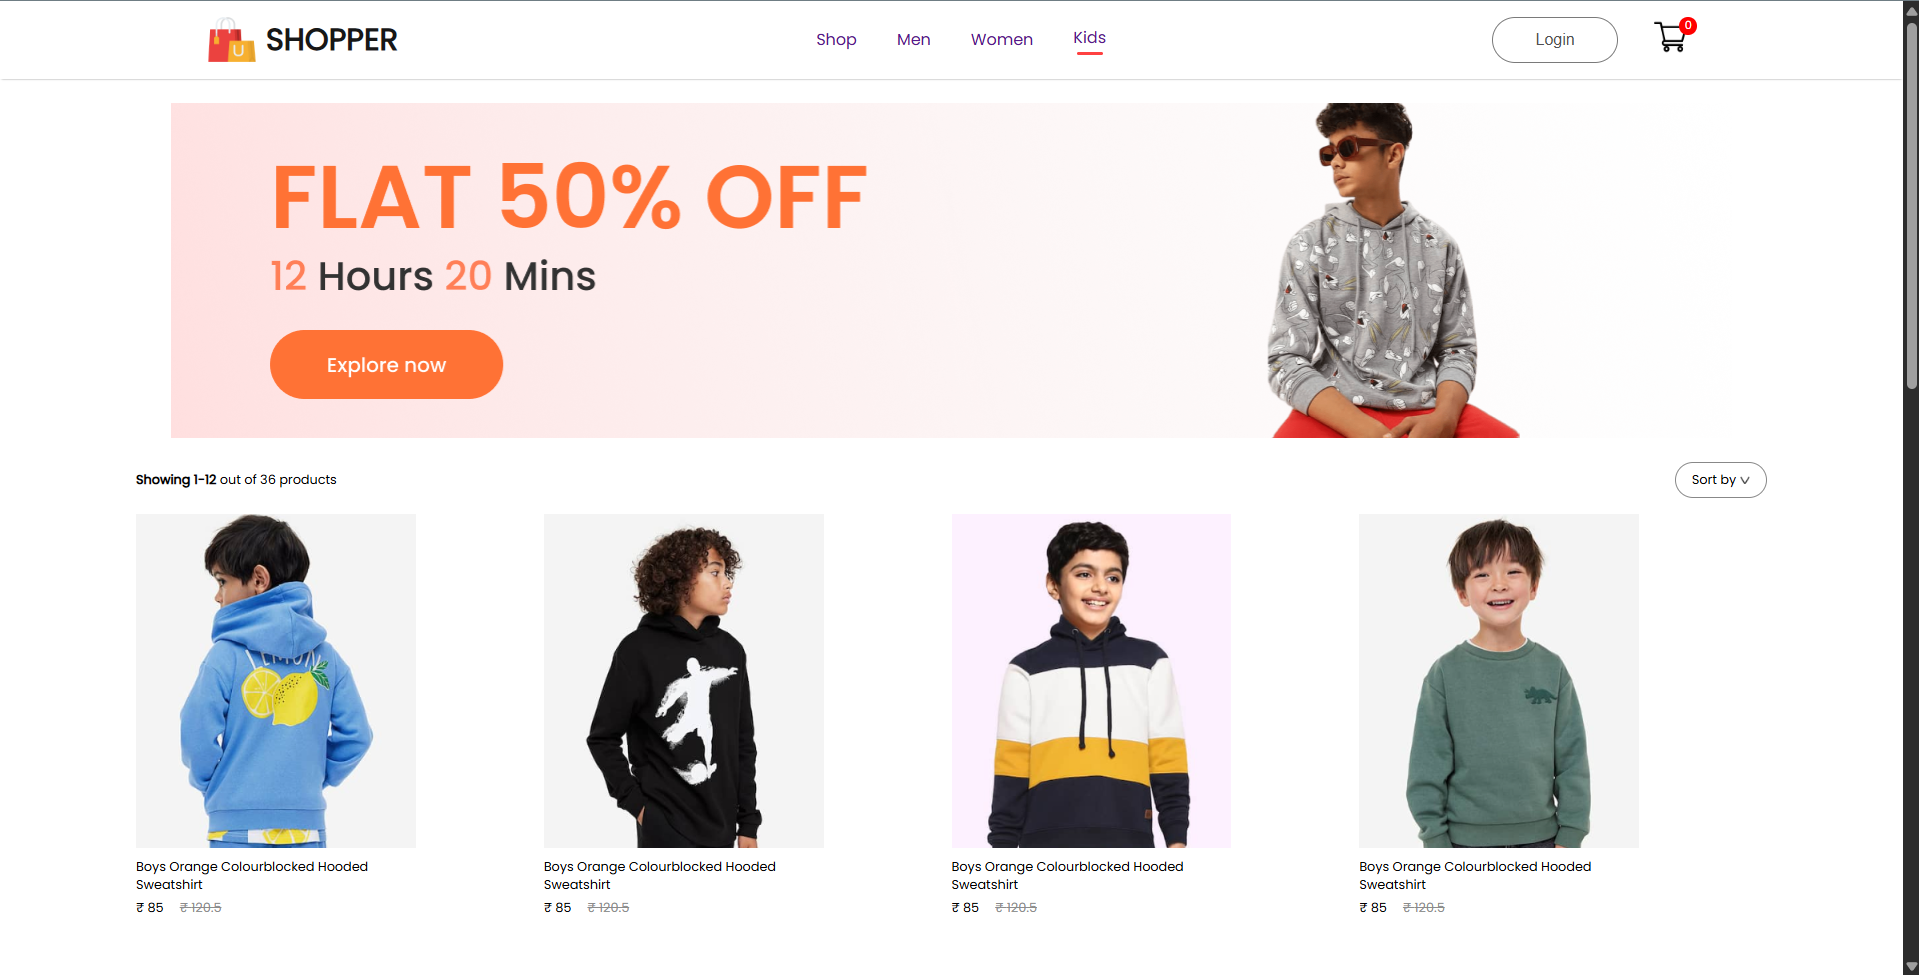 U
SHOPPER
Shop
Men
Women
Kids
Login
0
FLAT 50% OFF
12 Hours 20 Mins
Explore now
Showing 1-12 out of 36 products
Sort by
LEMON
Boys Orange Colourblocked Hooded
Sweatshirt
₹ 85 ₹ 120.5
Boys Orange Colourblocked Hooded
Sweatshirt
₹ 85 ₹ 120.5
Boys Orange Colourblocked Hooded
Sweatshirt
₹ 85 ₹ 120.5
Boys Orange Colourblocked Hooded
Sweatshirt
₹ 85 ₹ 120.5